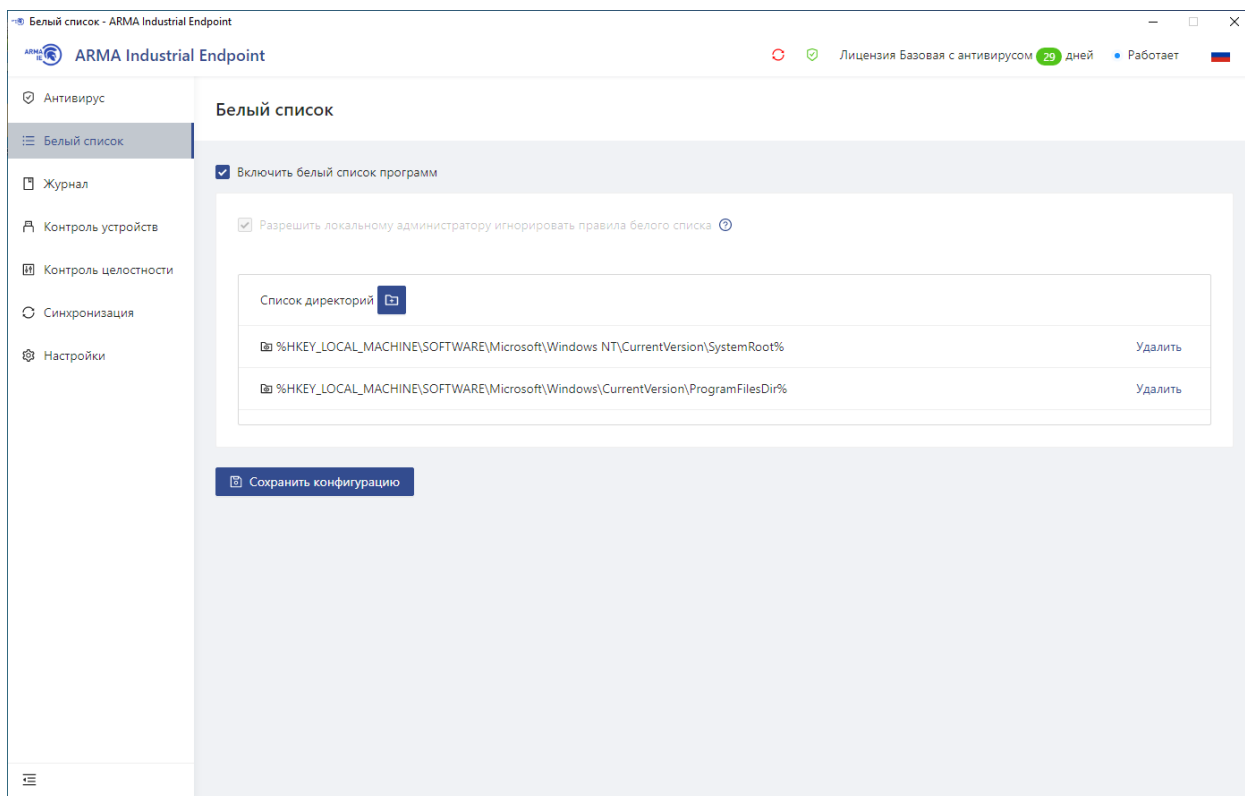 Белый список - ARMA Industrial Endpoint
ARMA IE
ARMA Industrial Endpoint
Лицензия Базовая с антивирусом 29 дней
Работает
Антивирус
Белый список
Журнал
Контроль устройств
Контроль целостности
Синхронизация
Настройки
Белый список
Включить белый список программ
Разрешить локальному администратору игнорировать правила белого списка
Список директорий
%HKEY_LOCAL_MACHINE\SOFTWARE\Microsoft\Windows NT\CurrentVersion\SystemRoot% Удалить
%HKEY_LOCAL_MACHINE\SOFTWARE\Microsoft\Windows\CurrentVersion\ProgramFilesDir% Удалить
Сохранить конфигурацию